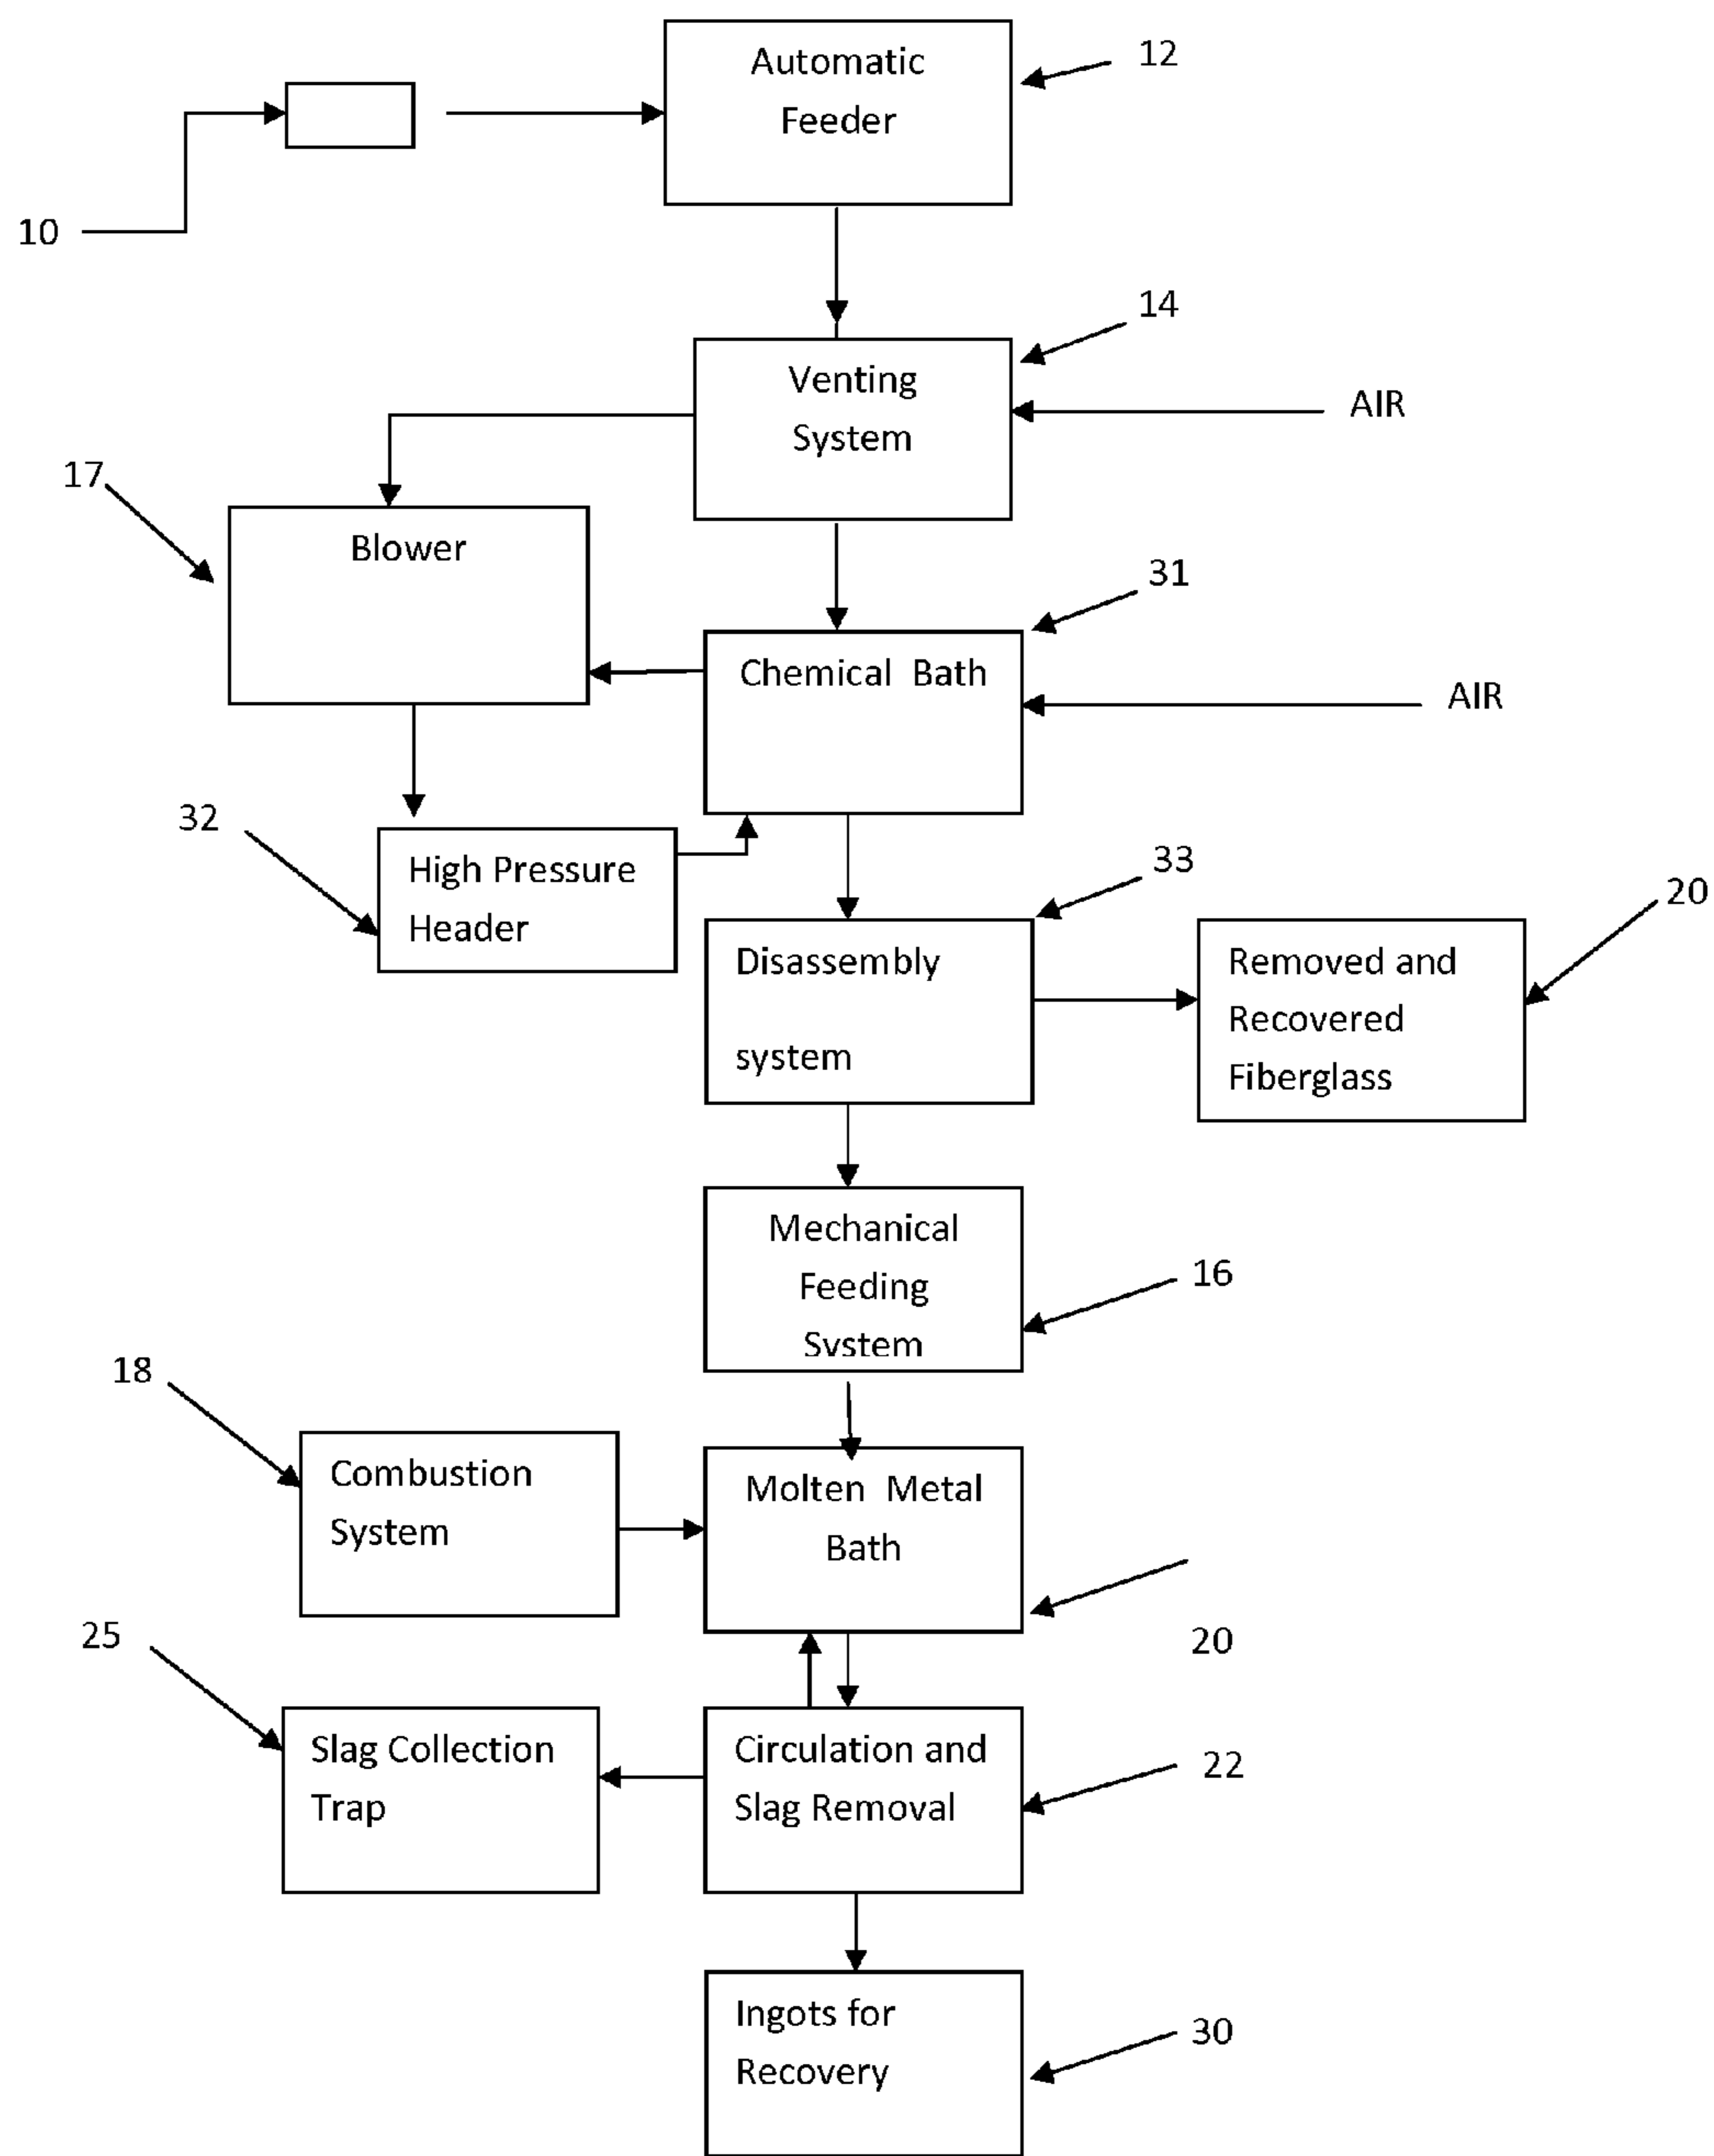 Automatic
Feeder
12
10
14
Venting
System
AIR
17
Blower
31
Chemical Bath
AIR
32
High Pressure
Header
33
20
Disassembly
system
Removed and
Recovered
Fiberglass
Mechanical
Feeding
System
16
18
Combustion
System
Molten Metal
Bath
20
25
Slag Collection
Trap
Circulation and
Slag Removal
22
Ingots for
Recovery
30